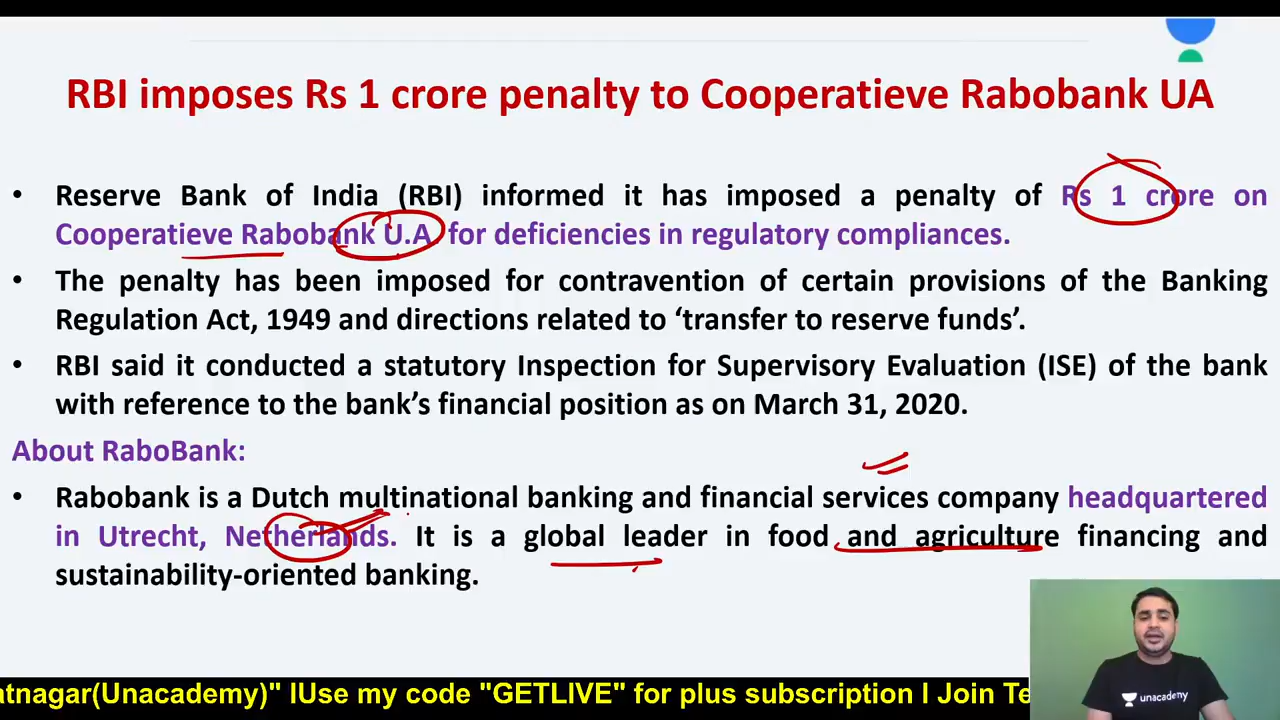 RBI imposes Rs 1 crore penalty to Cooperatieve Rabobank UA
• Reserve Bank of India (RBI) informed it has imposed a penalty of Rs 1 crore on
Cooperatieve Rabobank U.A for deficiencies in regulatory compliances.
• The penalty has been imposed for contravention of certain provisions of the Banking
Regulation Act, 1949 and directions related to ‘transfer to reserve funds’.
• RBI said it conducted a statutory Inspection for Supervisory Evaluation (ISE) of the bank
with reference to the bank’s financial position as on March 31, 2020.
About RaboBank:
• Rabobank is a Dutch multinational banking and financial services company headquartered
in Utrecht, Netherlands. It is a global leader in food and agriculture financing and
sustainability-oriented banking.
unacademy
atnagar(Unacademy)" lUse my code "GETLIVE" for plus subscription I Join Te